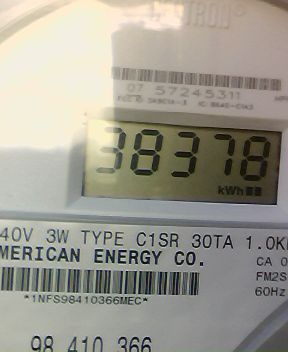 TRON®
07 57245311
38378
kWh
40V 3W TYPE C1SR 30TA 1.0K
MERICAN ENERGY CO.
CA 0
FM2S
*1NFS98410366MEC*
60Hz
98 410 366